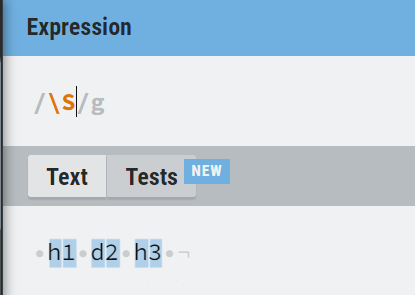 Expression
/\S/g
Text Tests NEW
·h1·d2·h3·¬